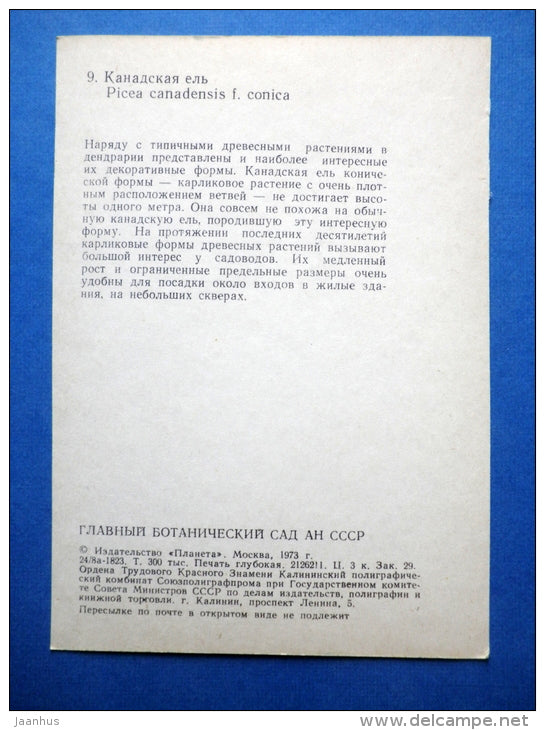 9. Канадская ель
Picea canadensis f. conica
Наряду с типичными древесными растениями в
дендрарии представлены и наиболее интересные
их декоративные формы. Канадская ель кониче-
ской формы — карликовое растение с очень плот-
ным расположением ветвей — не достигает высо-
ты одного метра. Она совсем не похожа на обыч-
ную канадскую ель, породившую эту интересную
форму. На протяжении последних десятилетий
карликовые формы древесных растений вызывают
большой интерес у садоводов. Их медленный
рост и ограниченные предельные размеры очень
удобны для посадки около входов в жилые зда-
ния, на небольших скверах.
ГЛАВНЫЙ БОТАНИЧЕСКИЙ САД АН СССР
© Издательство «Планета». Москва, 1973 г.
24/8а-1823. Т. 300 тыс. Печать глубокая. 21262!1. Ц. 3 к. Зак. 29.
Ордена Трудового Красного Знамени Калининский полиграфиче-
ский комбинат Союзполиграфпрома при Государственном комите-
те Совета Министров СССР по делам издательств, полиграфии и
книжной торговли. г. Калинин, проспект Ленина, 5.
Пересылке по почте в открытом виде не подлежит
jaanhus
www.delcampe.net